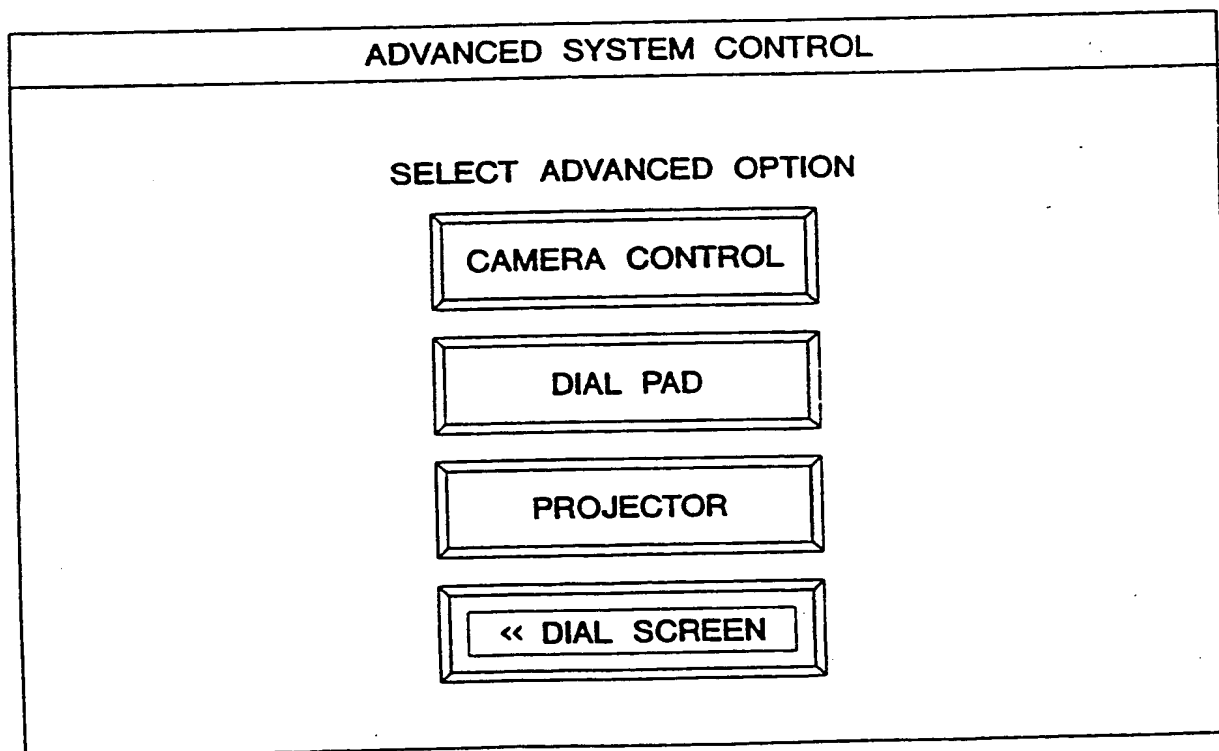 ADVANCED SYSTEM CONTROL
SELECT ADVANCED OPTION
CAMERA CONTROL
DIAL PAD
PROJECTOR
« DIAL SCREEN